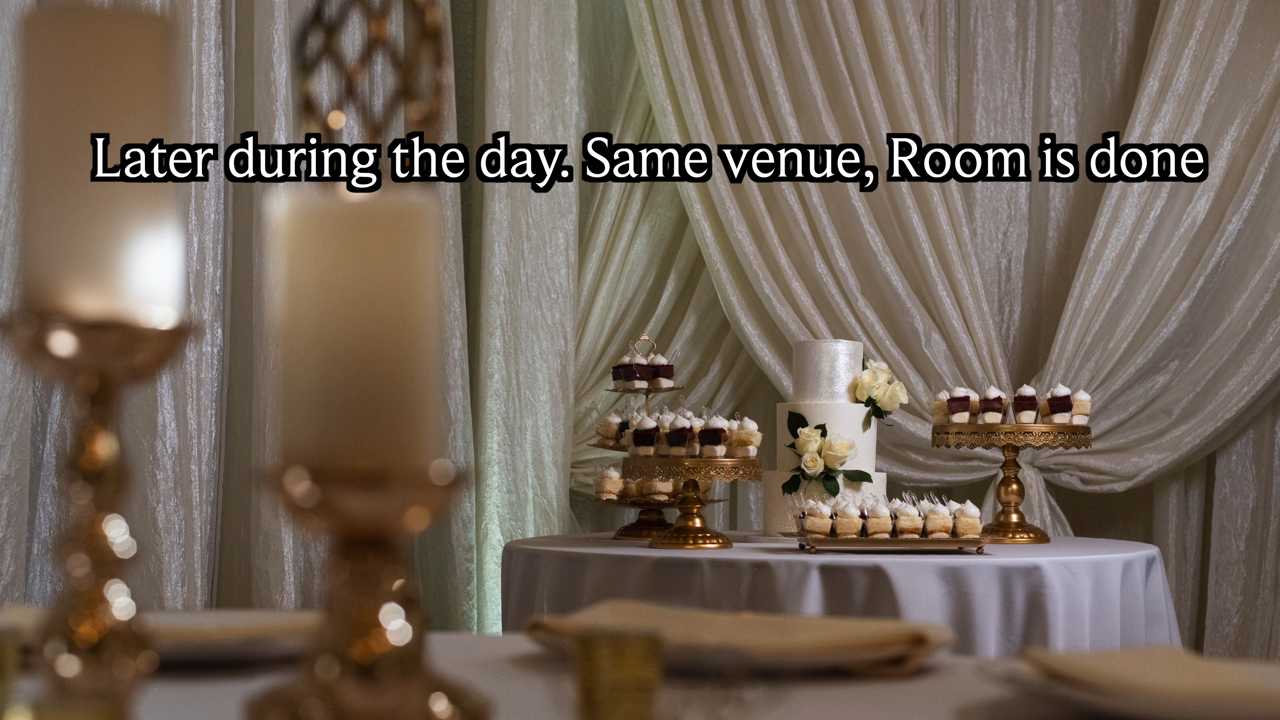 Later during the day. Same venue, Room is done